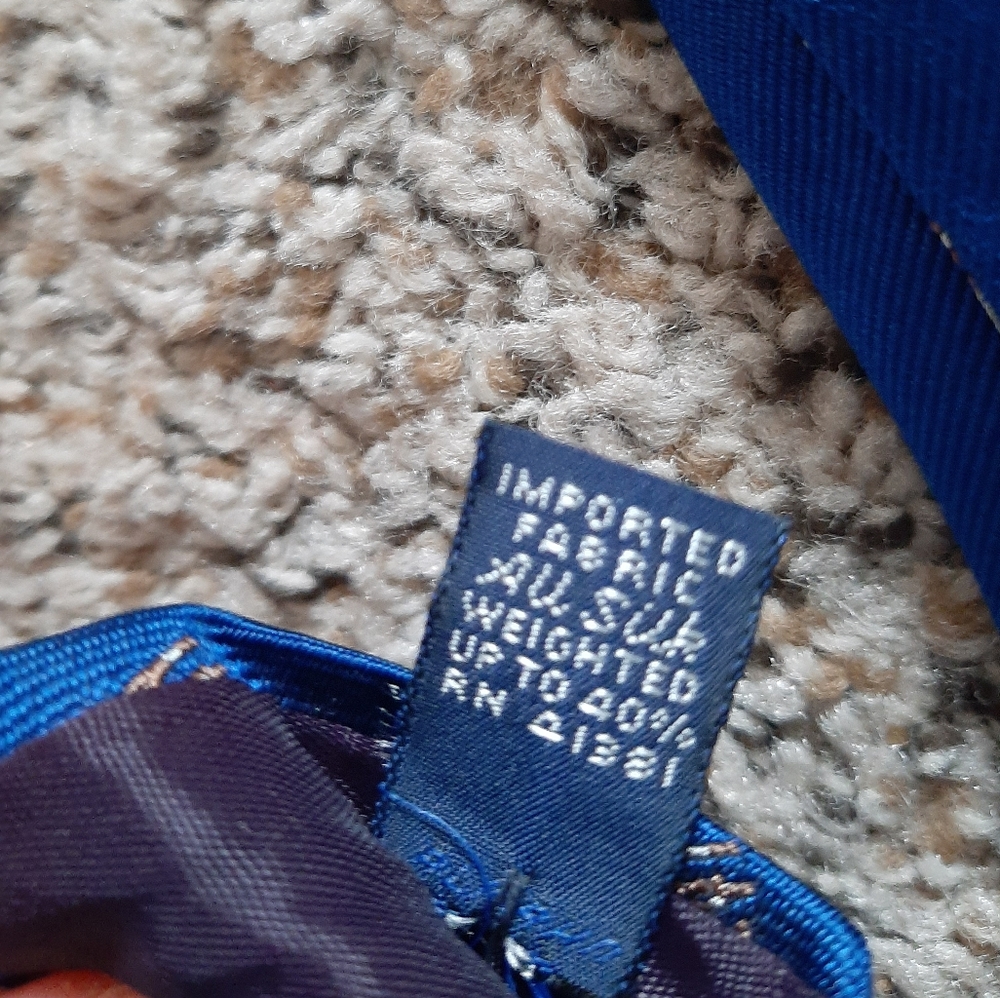 IMPORTED
FABRIC
ALL SILK
WEIGHTED
UP TO 40%
RN 41381